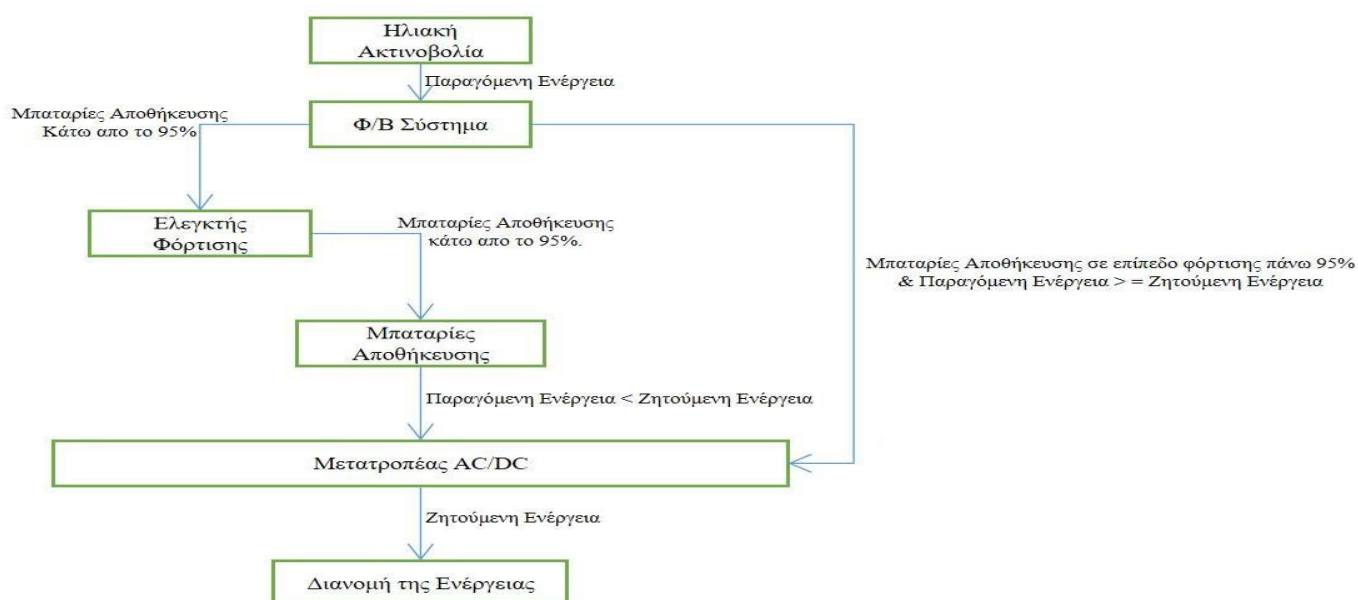 Ηλιακή
Ακτινοβολία
Παραγόμενη Ενέργεια
Μπαταρίες Αποθήκευσης
Κάτω απο το 95%
Φ/Β Σύστημα
Ελεγκτής
Φόρτισης
Μπαταρίες Αποθήκευσης
κάτω απο το 95%.
Μπαταρίες Αποθήκευσης σε επίπεδο φόρτισης πάνω 95%
& Παραγόμενη Ενέργεια > = Ζητούμενη Ενέργεια
Μπαταρίες
Αποθήκευσης
Παραγόμενη Ενέργεια < Ζητούμενη Ενέργεια
Μετατροπέας AC/DC
Ζητούμενη Ενέργεια
Διανομή της Ενέργειας